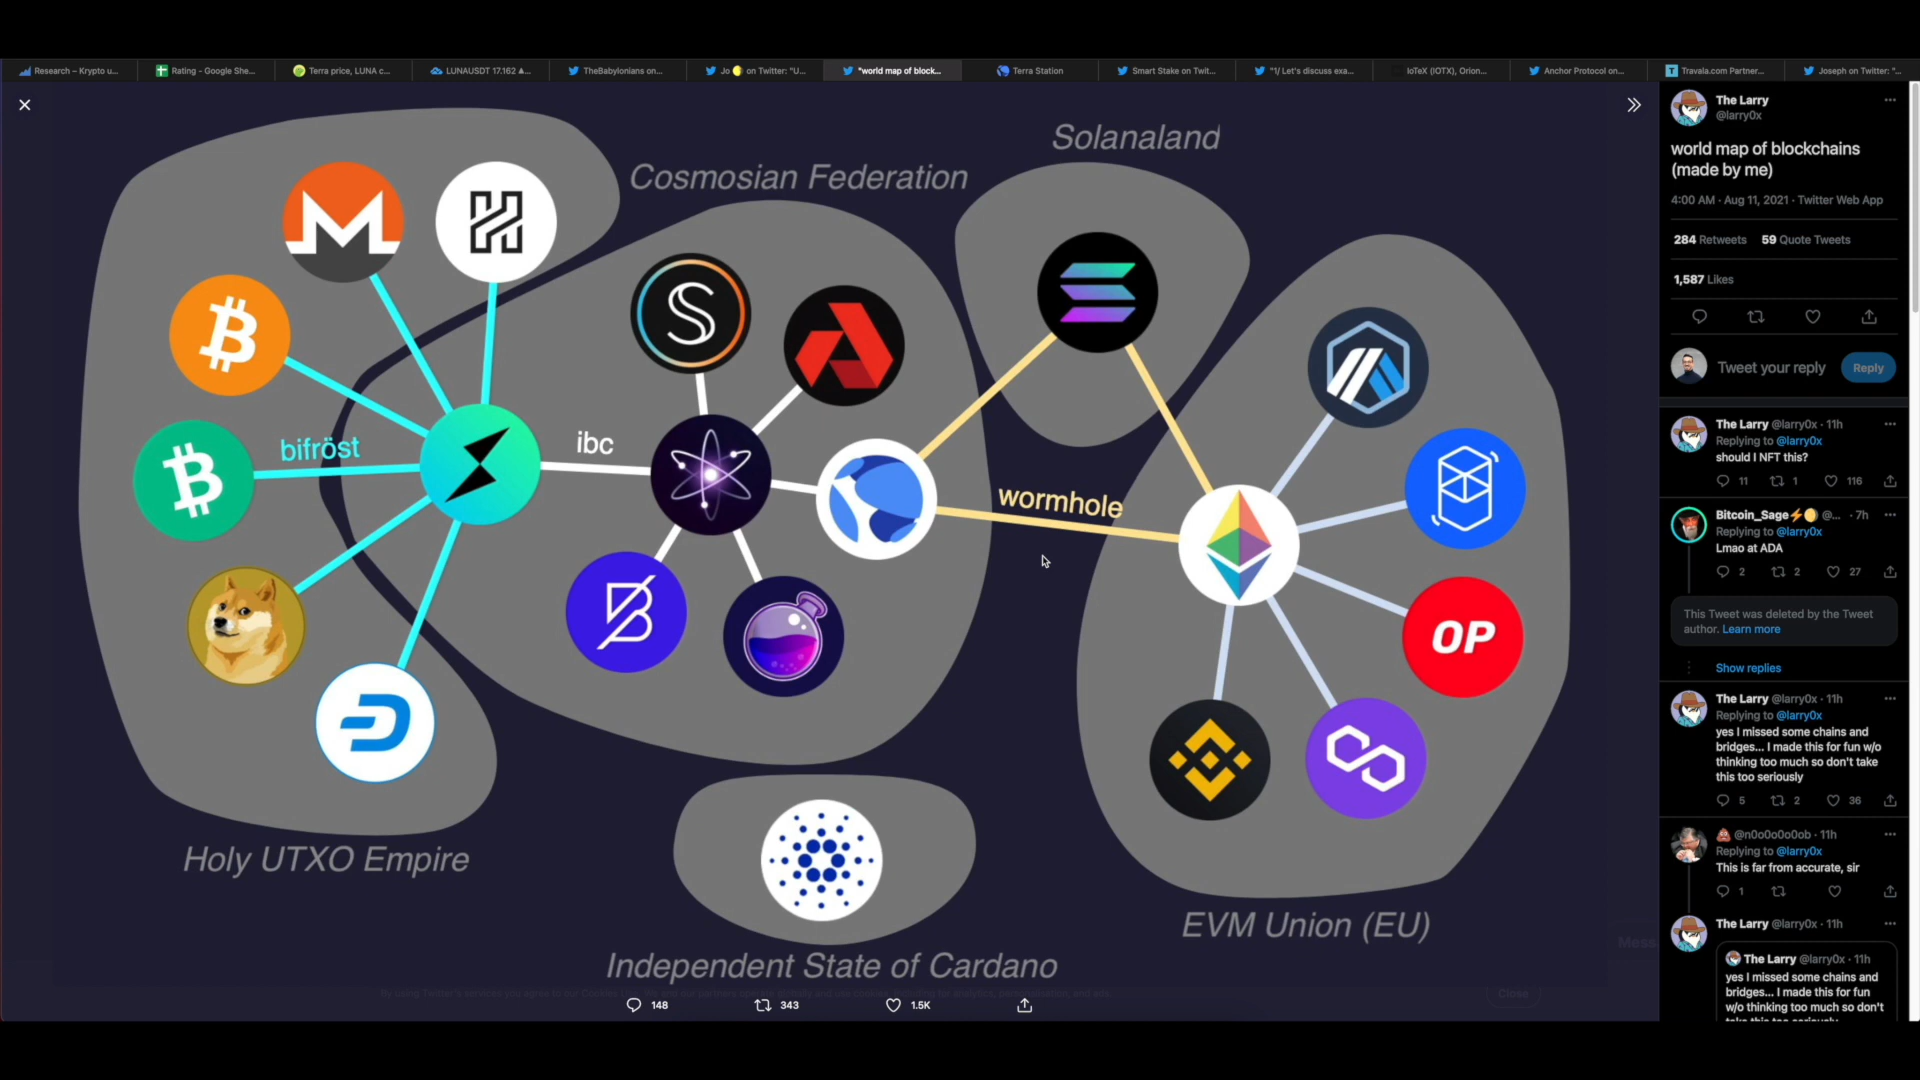 Research – Krypto u...
Rating - Google She...
Terra price, LUNA c...
LUNAUSDT 17.162 ▲...
TheBabylonians on...
Jo on Twitter: "U...
"world map of block...
Terra Station
Smart Stake on Twit...
"1/ Let's discuss exa...
IoTeX (IOTX), Orion...
Anchor Protocol on...
Travala.com Partner...
Joseph on Twitter: "...
Solanaland
Cosmosian Federation
bifröst
ibc
wormhole
OP
Holy UTXO Empire
EVM Union (EU)
Independent State of Cardano
148
343
1.5K
The Larry
@larry0x
world map of blockchains
(made by me)
4:00 AM · Aug 11, 2021 · Twitter Web App
284 Retweets 59 Quote Tweets
1,587 Likes
Tweet your reply
Reply
The Larry @larry0x · 11h
Replying to @larry0x
should I NFT this?
11 1 116
Bitcoin_Sage @... · 7h
Replying to @larry0x
Lmao at ADA
2 2 27
This Tweet was deleted by the Tweet
author. Learn more
Show replies
The Larry @larry0x · 11h
Replying to @larry0x
yes I missed some chains and
bridges... I made this for fun w/o
thinking too much so don't take
this too seriously
5 2 36
@n0o0o0o0ob · 11h
Replying to @larry0x
This is far from accurate, sir
1
The Larry @larry0x · 11h
The Larry @larry0x · 11h
yes I missed some chains and
bridges... I made this for fun
w/o thinking too much so don't
take this too seriously
Close